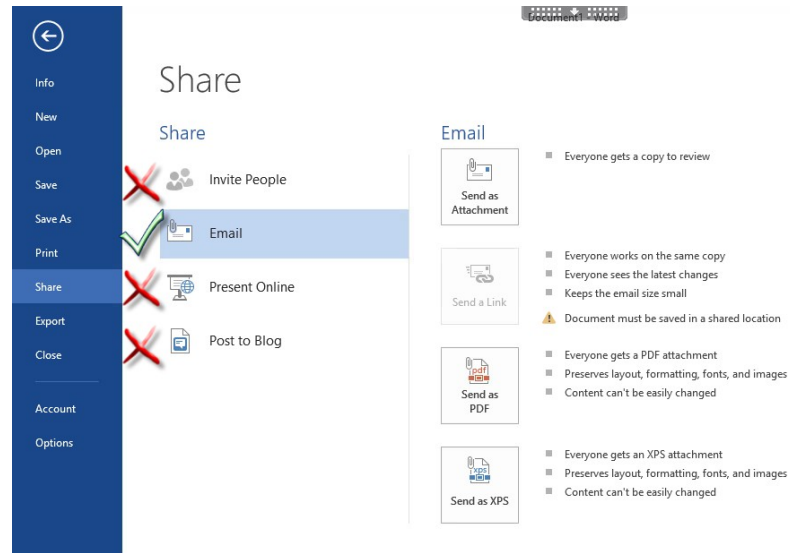 Document1 - Word
Info
New
Open
Save
Save As
Print
Share
Export
Close
Account
Options
Share
Share
Invite People
Email
Present Online
Post to Blog
Email
Send as
Attachment
Everyone gets a copy to review
Send a Link
Everyone works on the same copy
Everyone sees the latest changes
Keeps the email size small
Document must be saved in a shared location
pdf
Send as
PDF
Everyone gets a PDF attachment
Preserves layout, formatting, fonts, and images
Content can't be easily changed
xps
Send as XPS
Everyone gets an XPS attachment
Preserves layout, formatting, fonts, and images
Content can't be easily changed